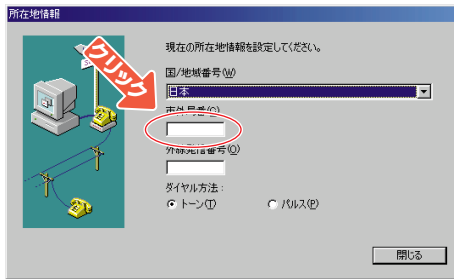 所在地情報
現在の所在地情報を設定してください。
国/地域番号(W)
日本
クリック
市外局番(C)
外線発信番号(O)
ダイヤル方法:
トーン(T)
パルス(P)
閉じる